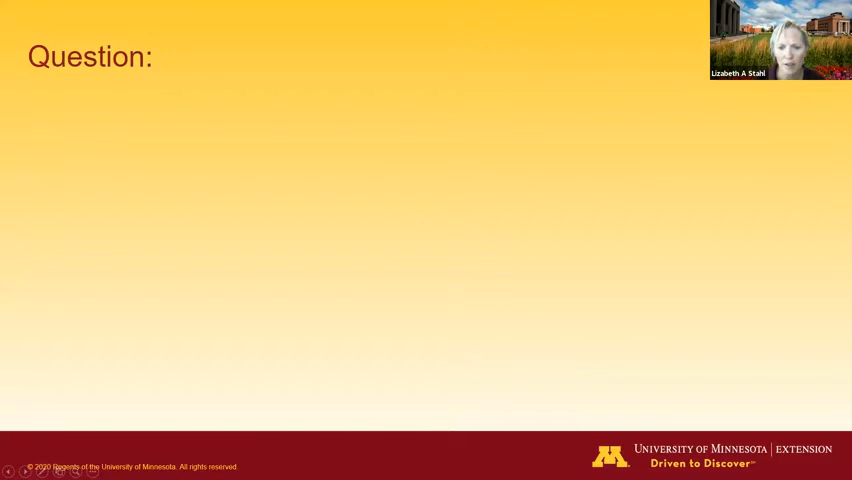 Question:
Lizabeth A Stahl
© 2020 Regents of the University of Minnesota. All rights reserved.
UNIVERSITY OF MINNESOTA | EXTENSION
Driven to Discover℠